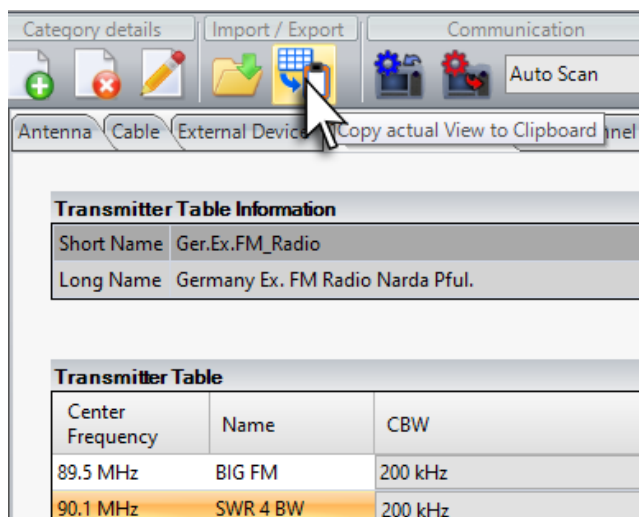 Category details Import / Export Communication
Auto Scan
Antenna Cable External Device Copy actual View to Clipboard nnel
Transmitter Table Information
Short Name Ger.Ex.FM_Radio
Long Name Germany Ex. FM Radio Narda Pful.
Transmitter Table
Center Frequency Name CBW
89.5 MHz BIG FM 200 kHz
90.1 MHz SWR 4 BW 200 kHz